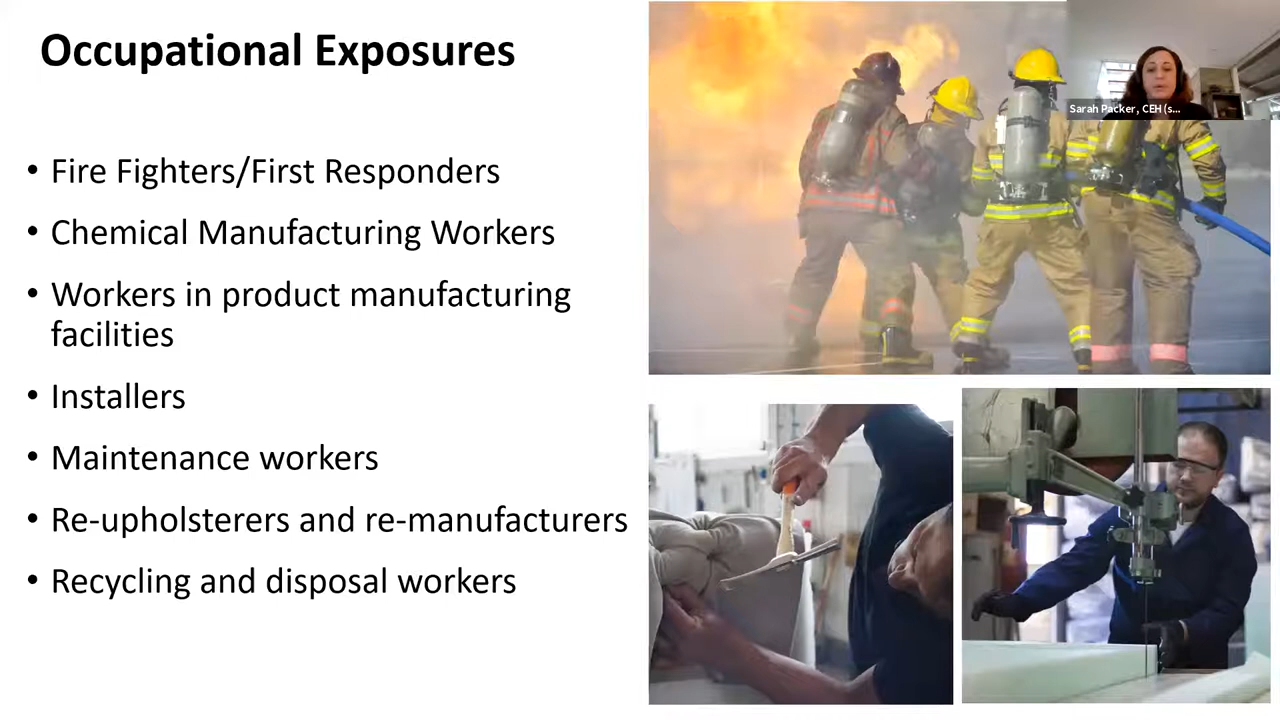 Occupational Exposures
Sarah Packer, CEH (s...
• Fire Fighters/First Responders
• Chemical Manufacturing Workers
• Workers in product manufacturing
facilities
• Installers
• Maintenance workers
• Re-upholsterers and re-manufacturers
• Recycling and disposal workers